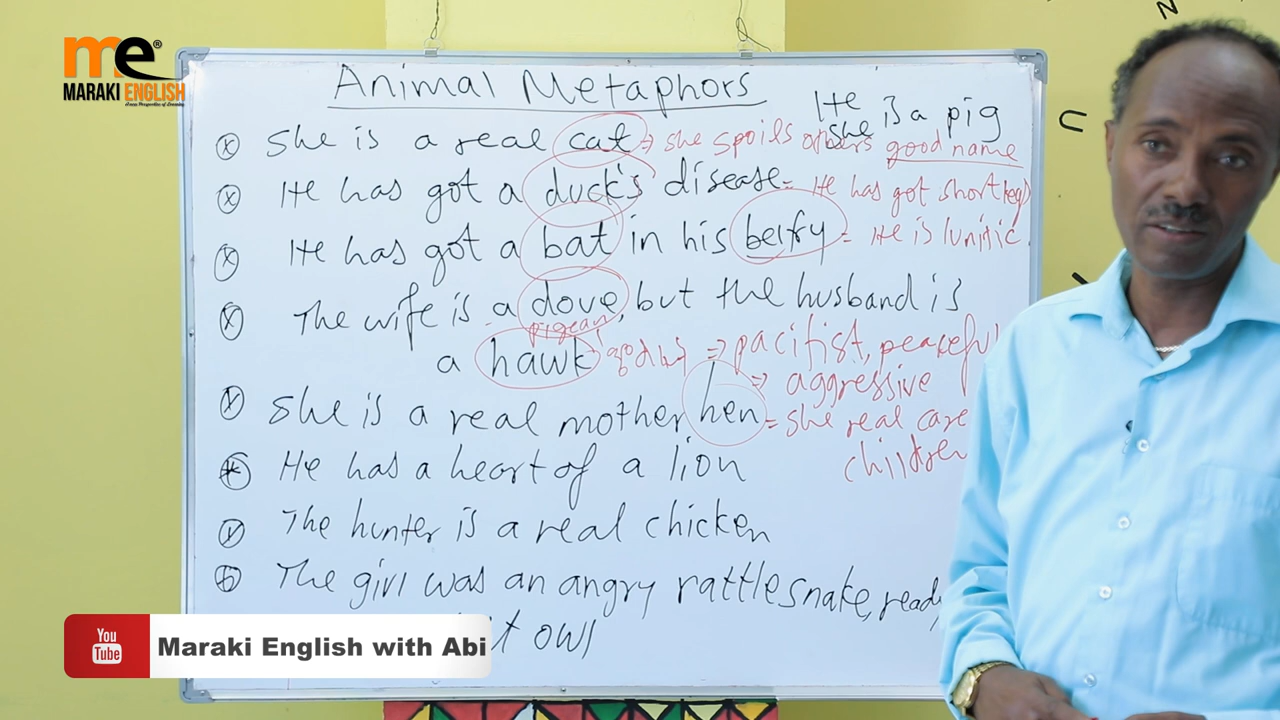 me®
MARAKI ENGLISH
Animal Metaphors
He
she is a pig
She is a real cat => she spoils others good name
He has got a duck's disease = He has got short legs
He has got a bat in his belfry = He is lunitic
The wife is a dove, but the husband is
pigeon
a hawk => pacifist, peaceful
=> aggressive
She is a real mother hen = she real care
children
He has a heart of a lion
The hunter is a real chicken
The girl was an angry rattlesnake, ready
owl
You
Tube
Maraki English with Abi